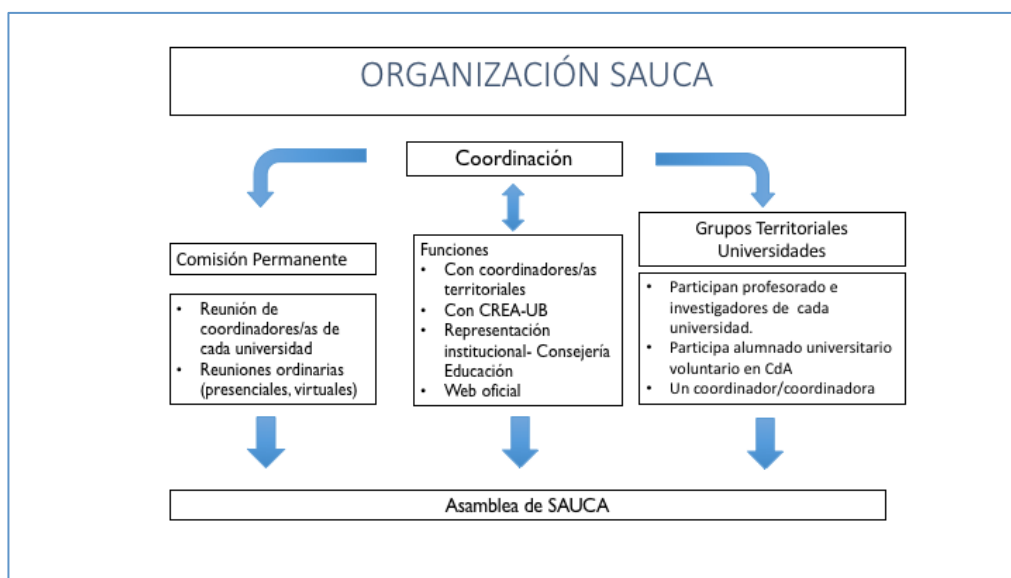 ORGANIZACIÓN SAUCA
Coordinación
Comisión Permanente
• Reunión de
coordinadores/as de
cada universidad
• Reuniones ordinarias
(presenciales, virtuales)
Funciones
• Con coordinadores/as
territoriales
• Con CREA-UB
• Representación
institucional- Consejería
Educación
• Web oficial
Grupos Territoriales
Universidades
• Participan profesorado e
investigadores de cada
universidad.
• Participa alumnado universitario
voluntario en CdA
• Un coordinador/coordinadora
Asamblea de SAUCA